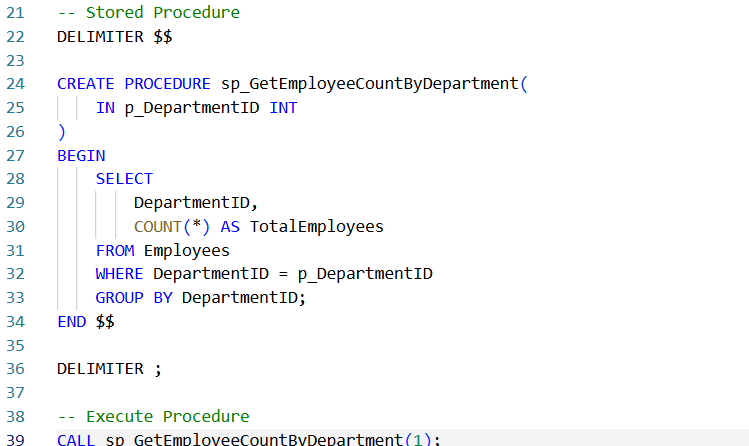 21 -- Stored Procedure
22 DELIMITER $$
23
24 CREATE PROCEDURE sp_GetEmployeeCountByDepartment(
25     IN p_DepartmentID INT
26 )
27 BEGIN
28     SELECT
29         DepartmentID,
30         COUNT(*) AS TotalEmployees
31     FROM Employees
32     WHERE DepartmentID = p_DepartmentID
33     GROUP BY DepartmentID;
34 END $$
35
36 DELIMITER ;
37
38 -- Execute Procedure
39 CALL sp_GetEmployeeCountByDepartment(1);